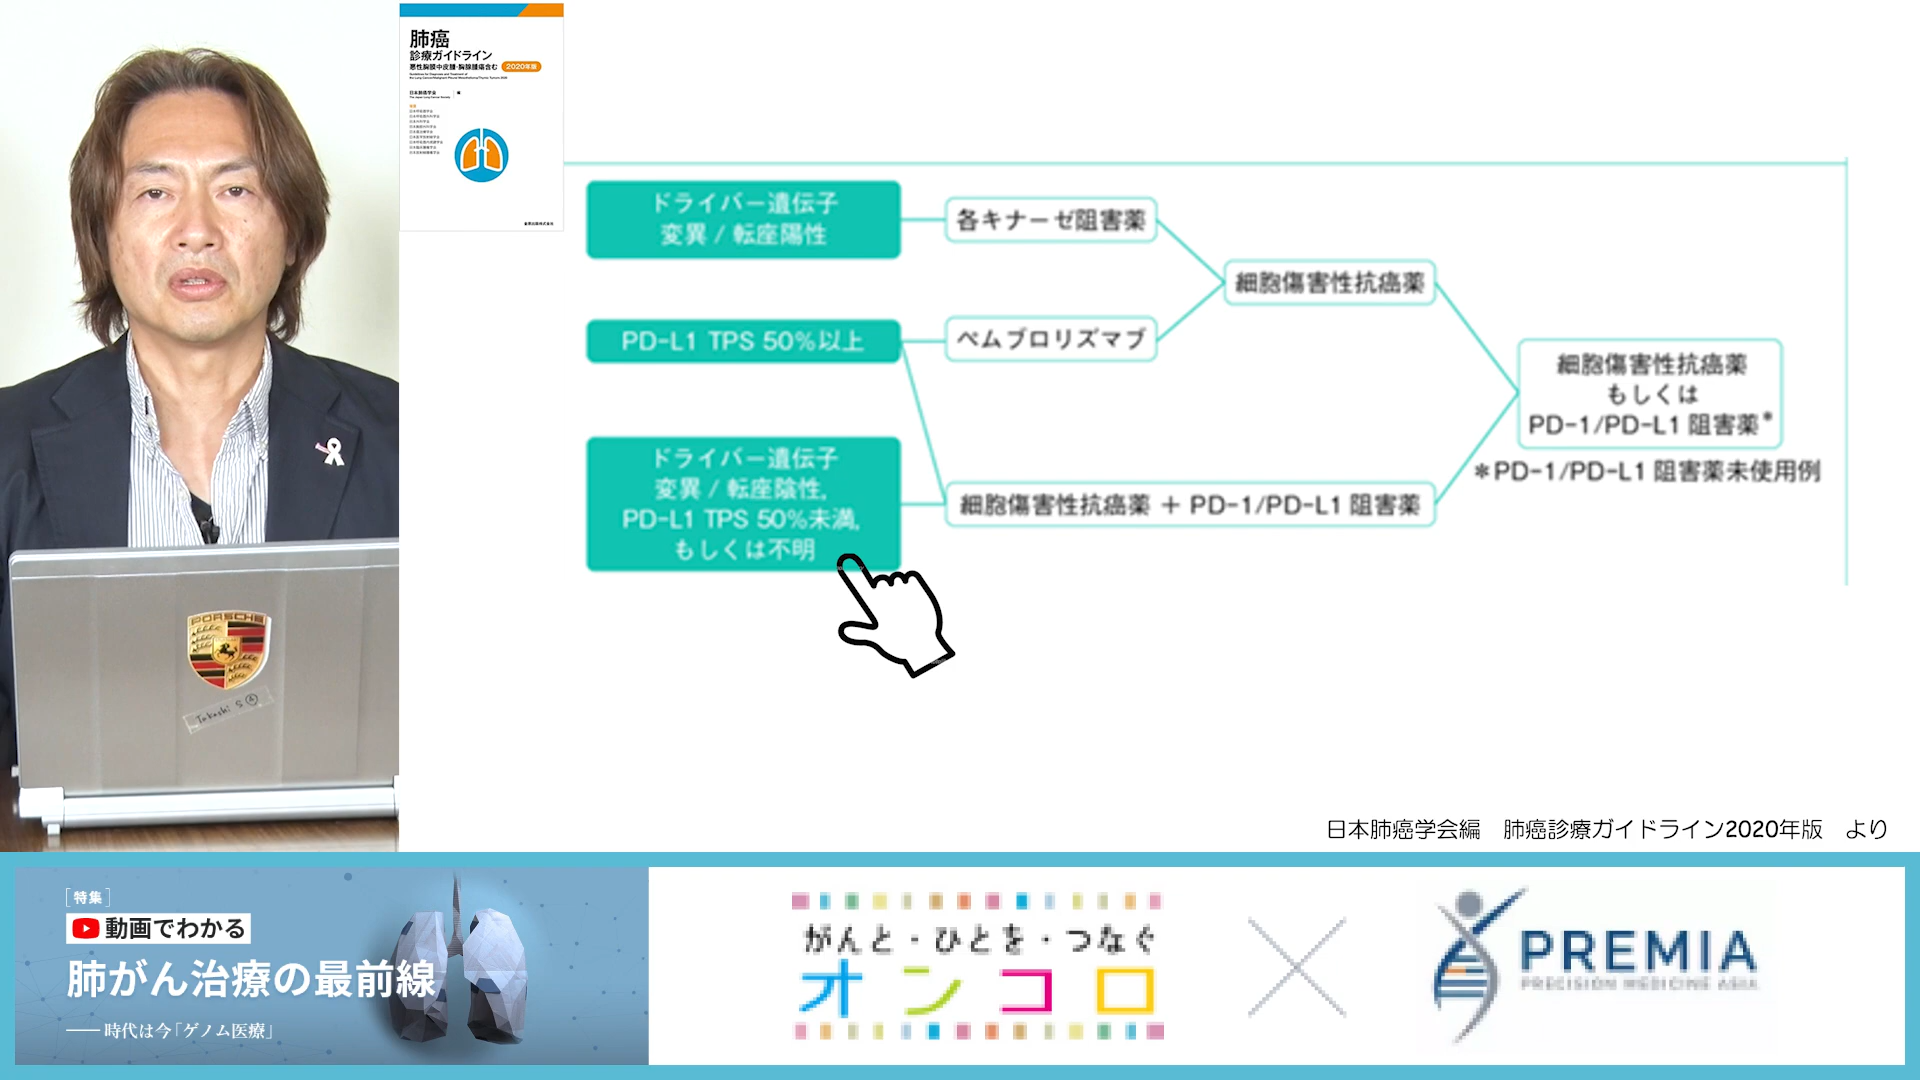 肺癌
診療ガイドライン
悪性胸膜中皮腫・胸腺腫瘍含む 2020年版
日本肺癌学会 編
PORSCHE
Takashi S
ドライバー遺伝子
変異 / 転座陽性
各キナーゼ阻害薬
細胞傷害性抗癌薬
PD-L1 TPS 50%以上
ペムブロリズマブ
細胞傷害性抗癌薬
もしくは
PD-1/PD-L1 阻害薬*
*PD-1/PD-L1 阻害薬未使用例
ドライバー遺伝子
変異 / 転座陰性,
PD-L1 TPS 50%未満,
もしくは不明
細胞傷害性抗癌薬 + PD-1/PD-L1 阻害薬
日本肺癌学会編 肺癌診療ガイドライン2020年版 より
[特集]
動画でわかる
肺がん治療の最前線
── 時代は今「ゲノム医療」
がんと・ひとを・つなぐ
オンコロ
PREMIA
PRECISION MEDICINE ASIA